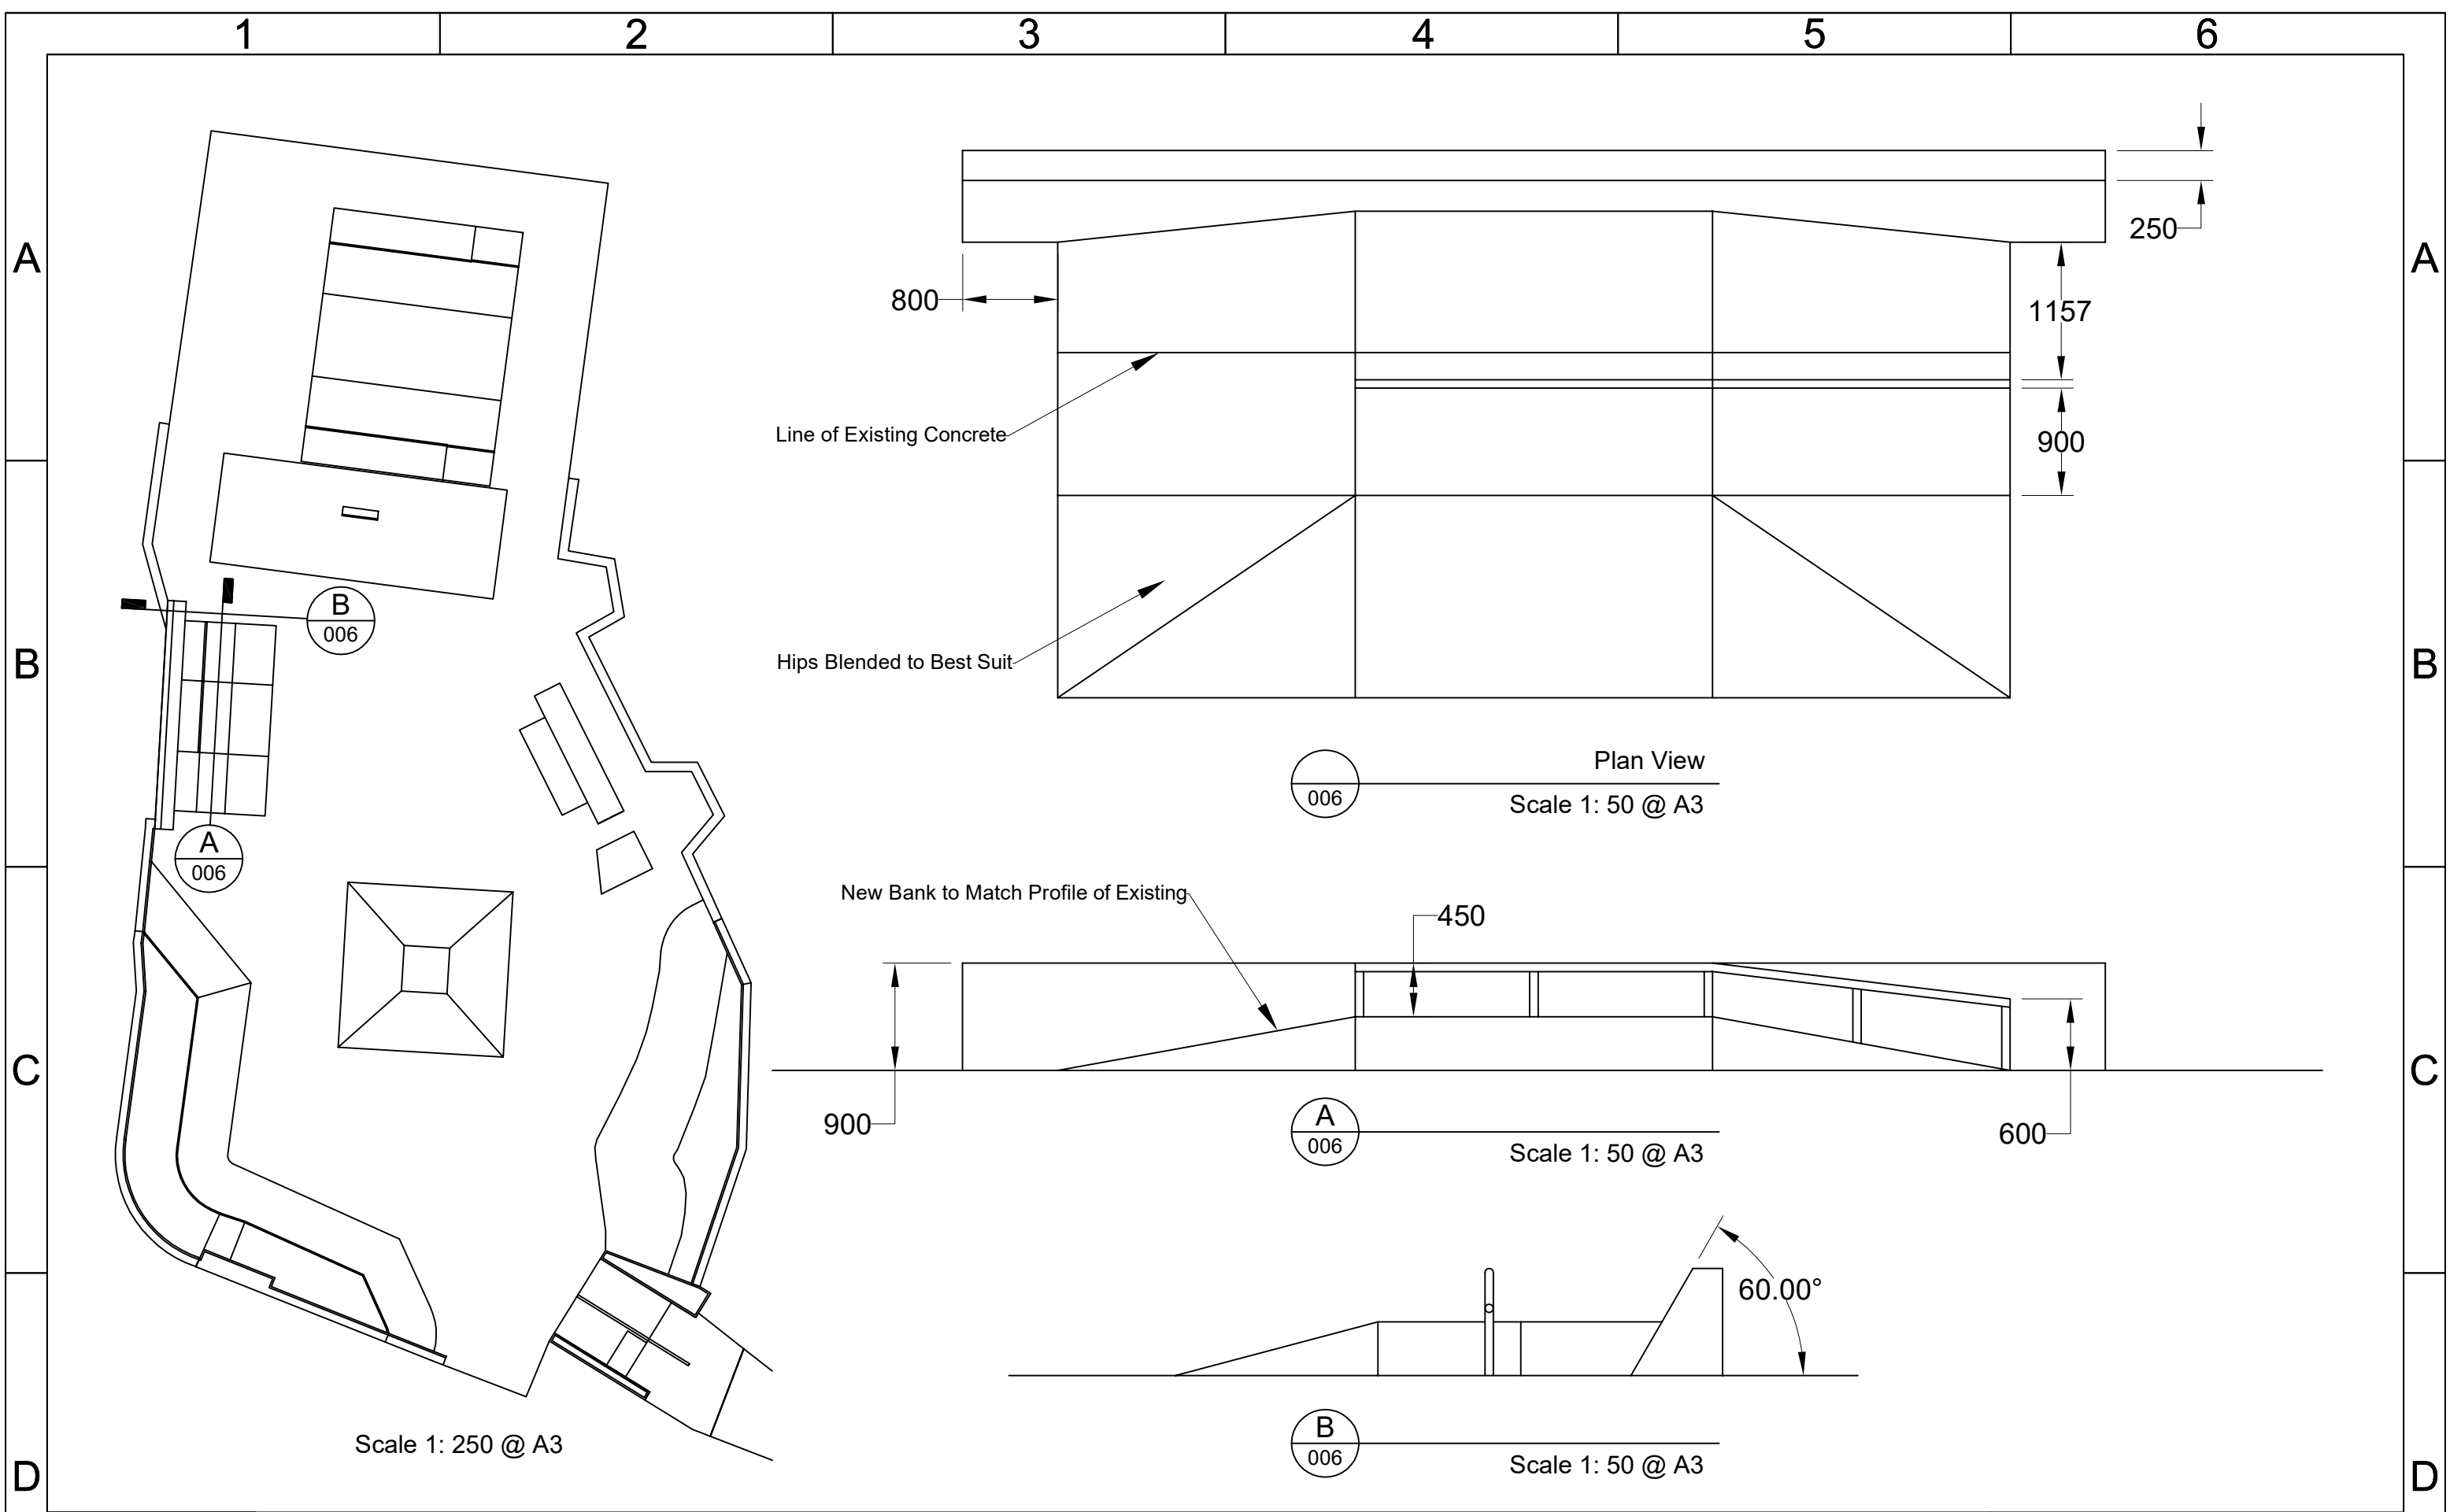 1
2
3
4
5
6
A
A
250
800
1157
Line of Existing Concrete
900
B
006
B
B
Hips Blended to Best Suit
Plan View
006
Scale 1: 50 @ A3
A
006
New Bank to Match Profile of Existing
450
C
C
900
A
006
600
Scale 1: 50 @ A3
60.00°
Scale 1: 250 @ A3
B
006
Scale 1: 50 @ A3
D
D